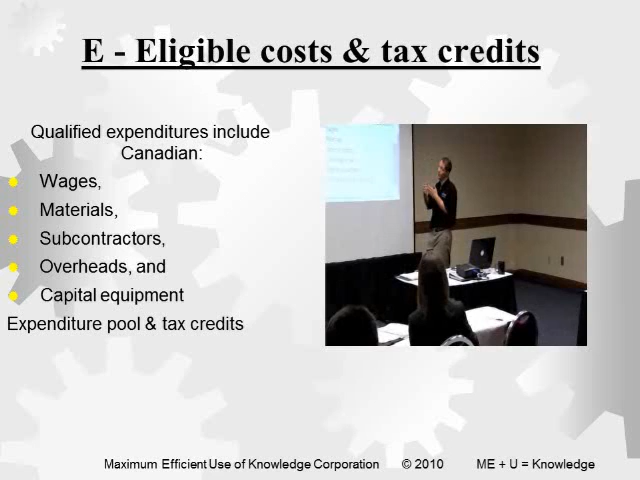 E - Eligible costs & tax credits
Qualified expenditures include
Canadian:
Wages,
Materials,
Subcontractors,
Overheads, and
Capital equipment
Expenditure pool & tax credits
Maximum Efficient Use of Knowledge Corporation © 2010 ME + U = Knowledge